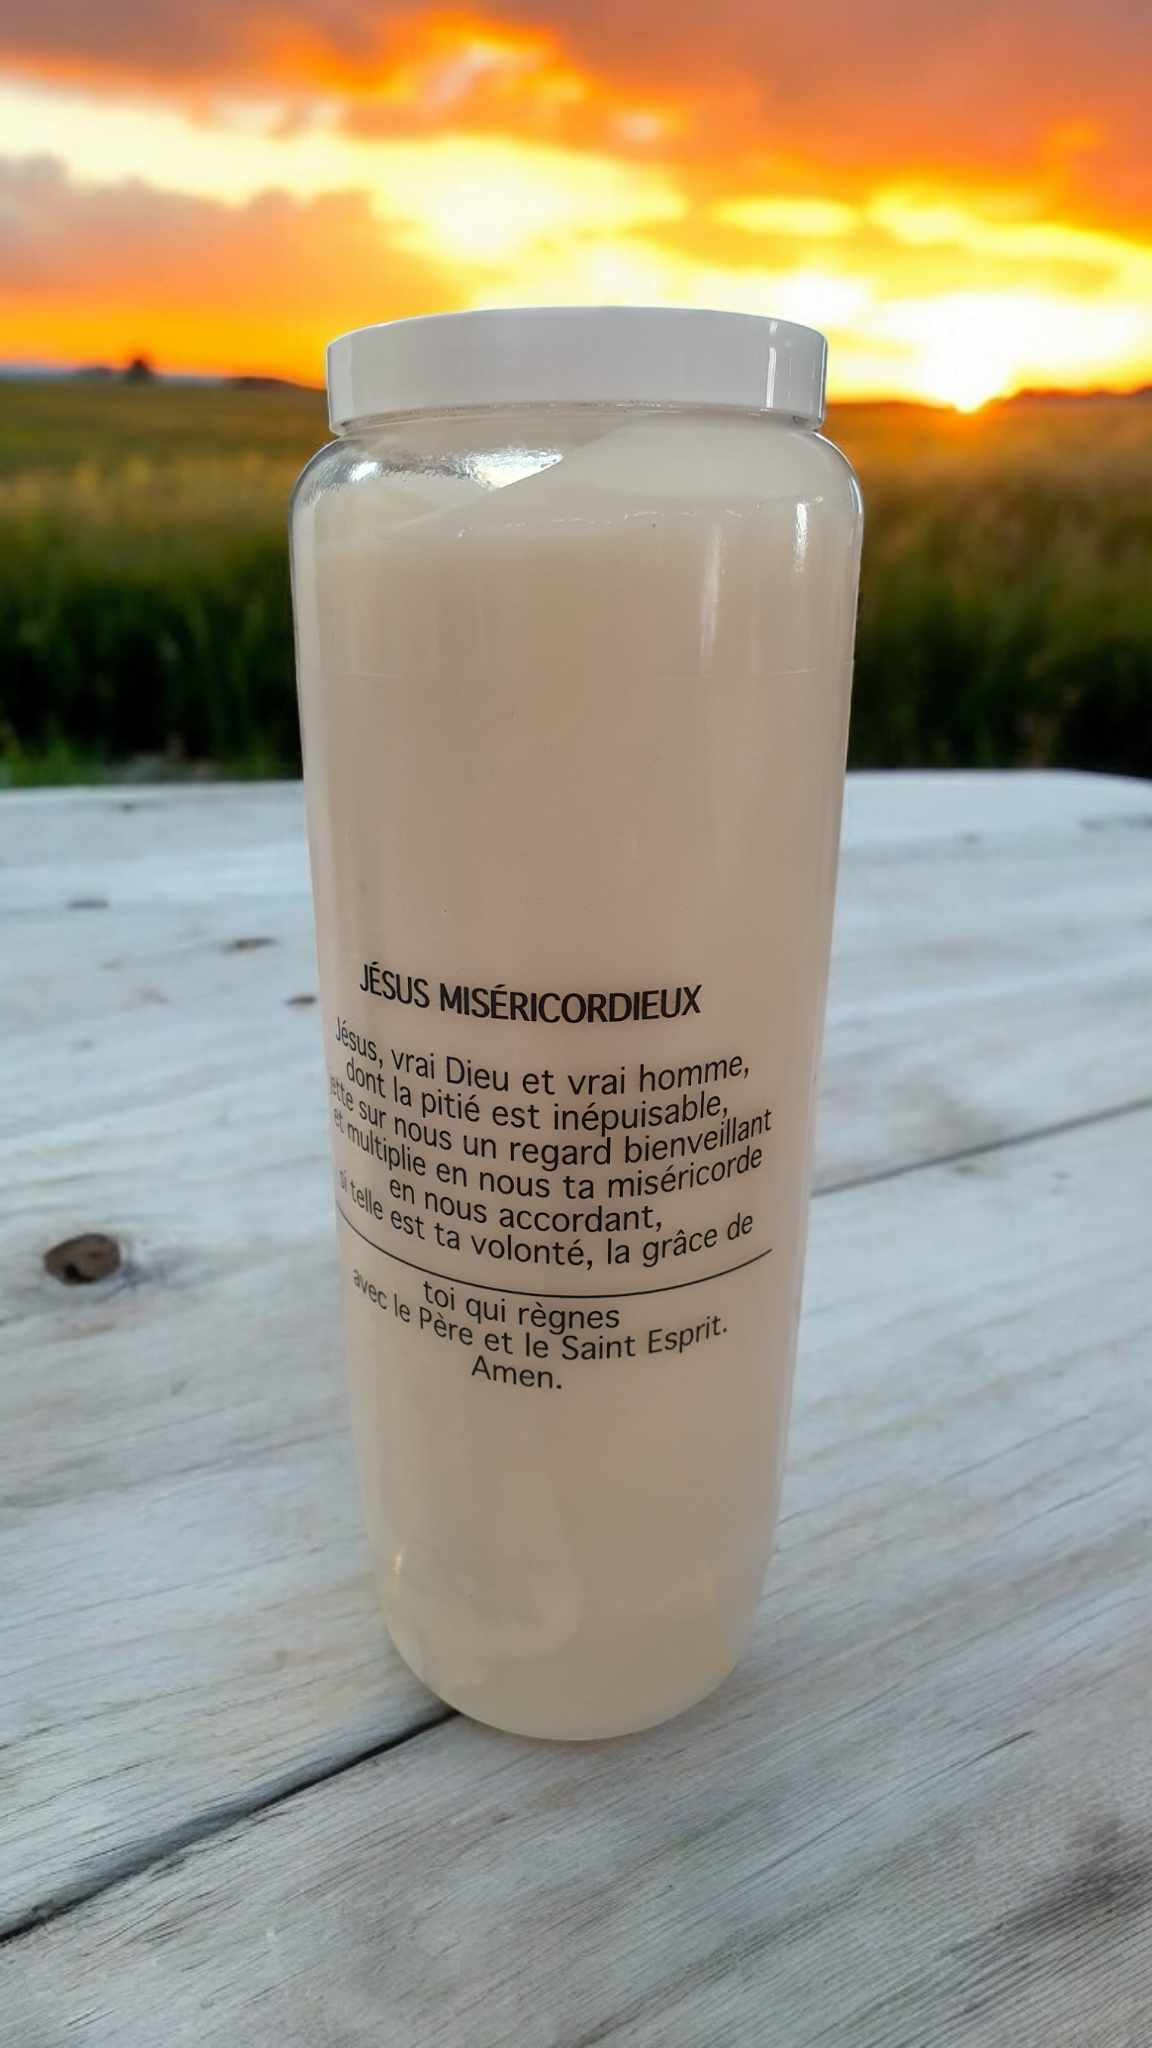 JÉSUS MISÉRICORDIEUX
Jésus, vrai Dieu et vrai homme,
dont la pitié est inépuisable,
jette sur nous un regard bienveillant
et multiplie en nous ta miséricorde
en nous accordant,
si telle est ta volonté, la grâce de
toi qui règnes
avec le Père et le Saint Esprit.
Amen.